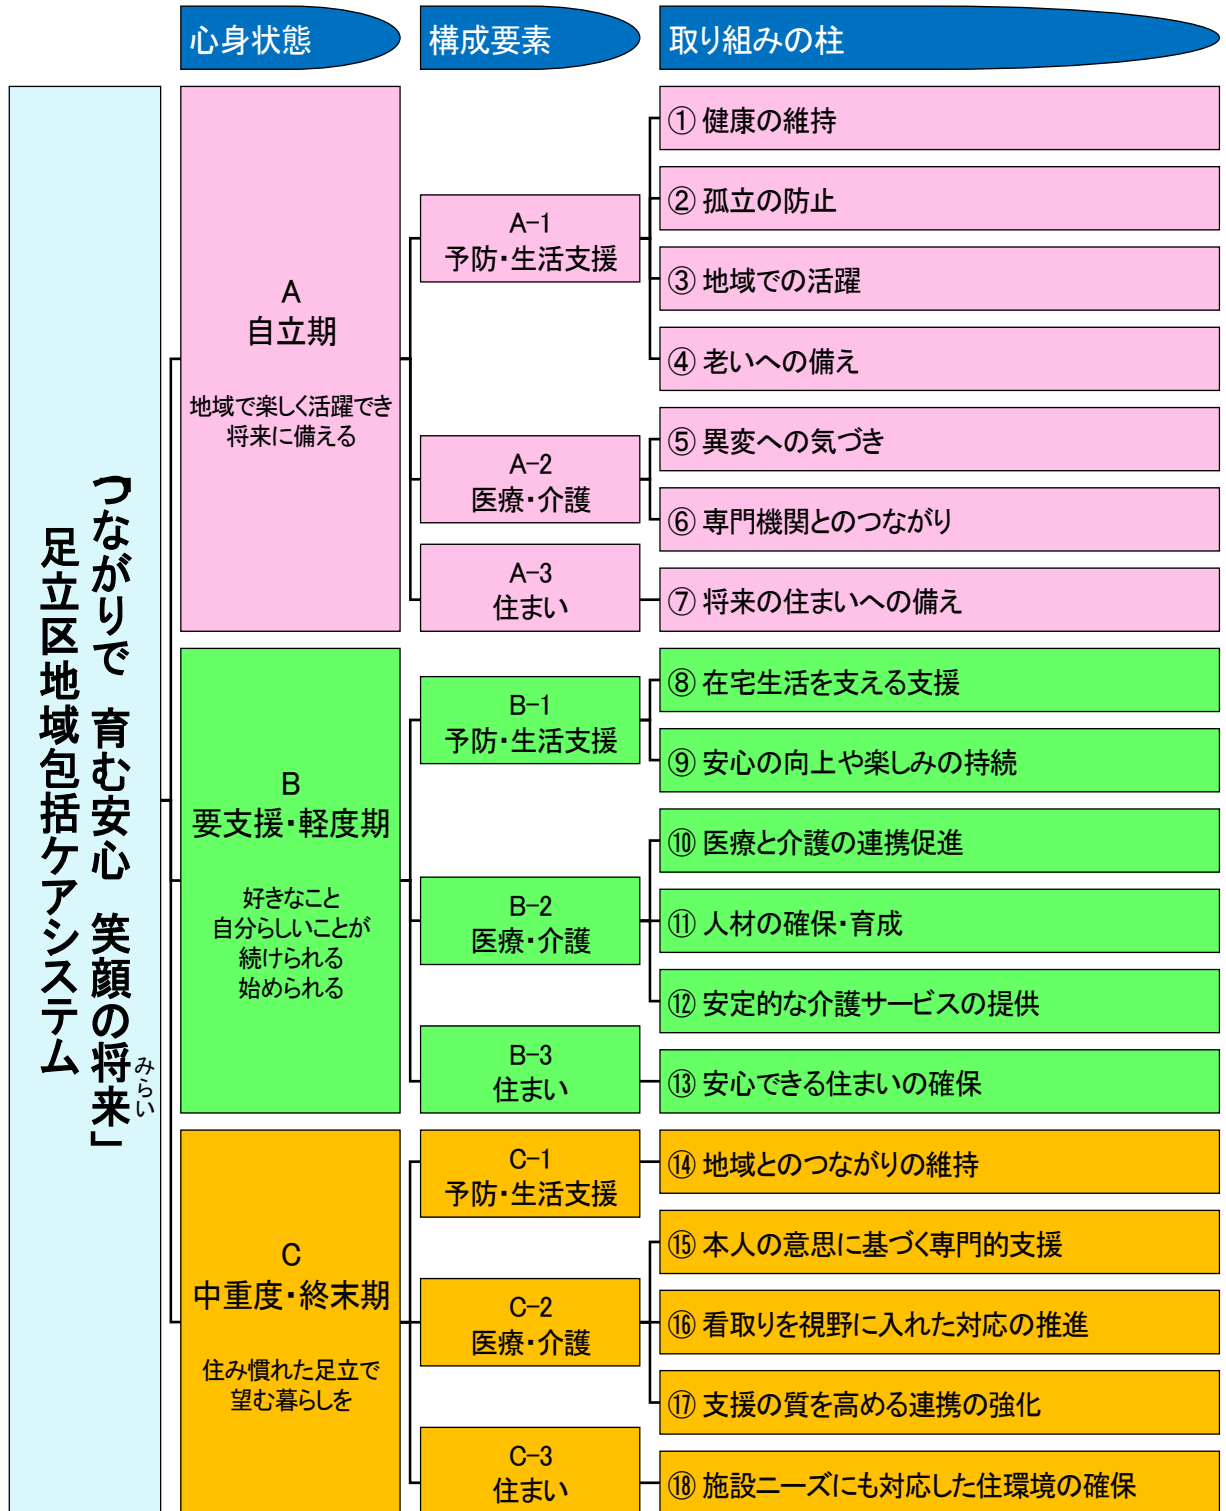 心身状態
構成要素
取り組みの柱
「つながりで 育む安心 笑顔の将来」
みらい
足立区地域包括ケアシステム
A
自立期
地域で楽しく活躍でき
将来に備える
A-1
予防・生活支援
① 健康の維持
② 孤立の防止
③ 地域での活躍
④ 老いへの備え
A-2
医療・介護
⑤ 異変への気づき
⑥ 専門機関とのつながり
A-3
住まい
⑦ 将来の住まいへの備え
B
要支援・軽度期
好きなこと
自分らしいことが
続けられる
始められる
B-1
予防・生活支援
⑧ 在宅生活を支える支援
⑨ 安心の向上や楽しみの持続
B-2
医療・介護
⑩ 医療と介護の連携促進
⑪ 人材の確保・育成
⑫ 安定的な介護サービスの提供
B-3
住まい
⑬ 安心できる住まいの確保
C
中重度・終末期
住み慣れた足立で
望む暮らしを
C-1
予防・生活支援
⑭ 地域とのつながりの維持
C-2
医療・介護
⑮ 本人の意思に基づく専門的支援
⑯ 看取りを視野に入れた対応の推進
⑰ 支援の質を高める連携の強化
C-3
住まい
⑱ 施設ニーズにも対応した住環境の確保